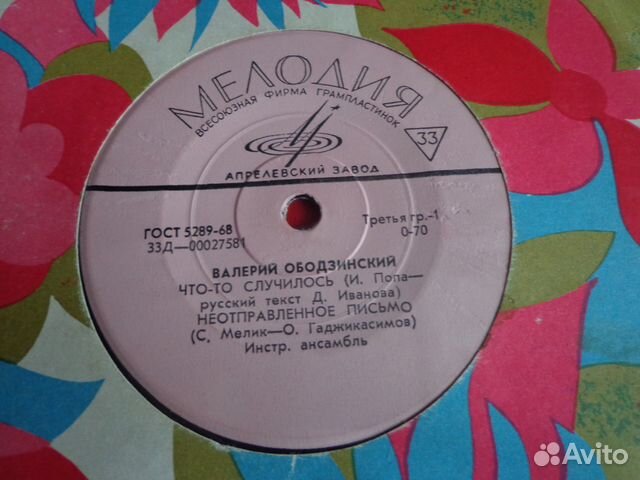 МЕЛОДИЯ
ВСЕСОЮЗНАЯ ФИРМА ГРАМПЛАСТИНОК
33
АПРЕЛЕВСКИЙ ЗАВОД
ГОСТ 5289-68
33Д—00027581
Третья гр.-1
0-70
ВАЛЕРИЙ ОБОДЗИНСКИЙ
ЧТО-ТО СЛУЧИЛОСЬ (И. Попа—
русский текст Д. Иванова)
НЕОТПРАВЛЕННОЕ ПИСЬМО
(С. Мелик—О. Гаджикасимов)
Инстр. ансамбль
Avito